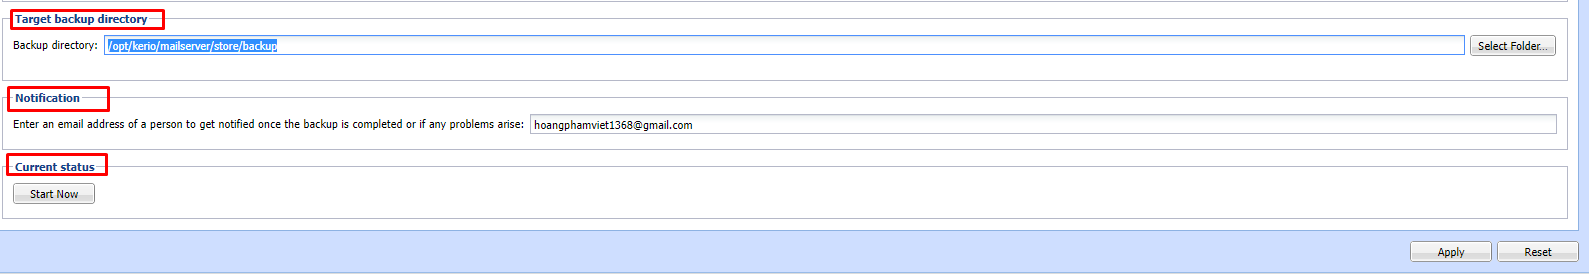 Target backup directory
Backup directory: /opt/kerio/mailserver/store/backup Select Folder...
Notification
Enter an email address of a person to get notified once the backup is completed or if any problems arise: hoangphamviet1368@gmail.com
Current status
Start Now
Apply Reset